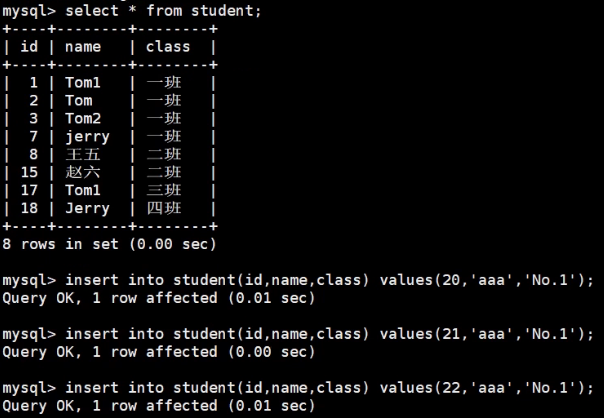 mysql> select * from student;
+----+--------+--------+
| id | name   | class  |
+----+--------+--------+
|  1 | Tom1   | 一班   |
|  2 | Tom    | 一班   |
|  3 | Tom2   | 一班   |
|  7 | jerry  | 一班   |
|  8 | 王五   | 二班   |
| 15 | 赵六   | 二班   |
| 17 | Tom1   | 三班   |
| 18 | Jerry  | 四班   |
+----+--------+--------+
8 rows in set (0.00 sec)
mysql> insert into student(id,name,class) values(20,'aaa','No.1');
Query OK, 1 row affected (0.01 sec)
mysql> insert into student(id,name,class) values(21,'aaa','No.1');
Query OK, 1 row affected (0.00 sec)
mysql> insert into student(id,name,class) values(22,'aaa','No.1');
Query OK, 1 row affected (0.01 sec)